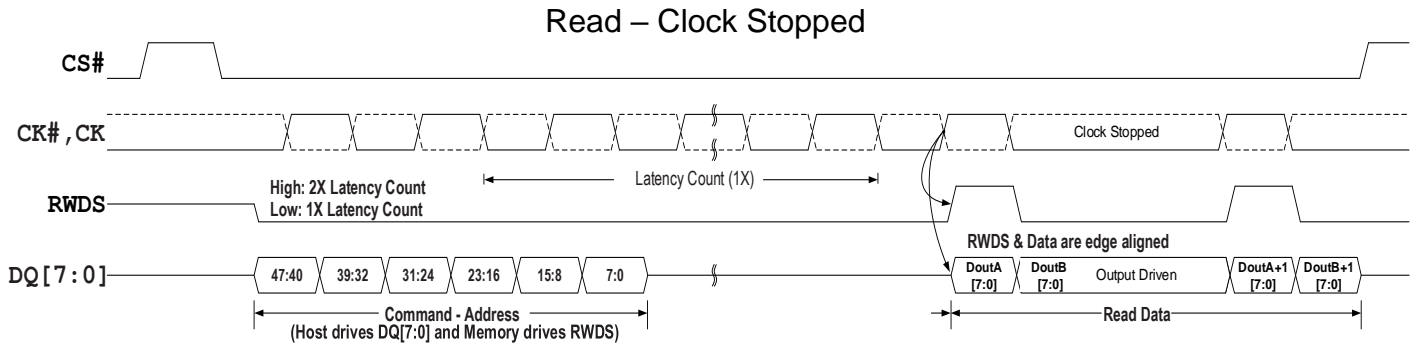 Read – Clock Stopped
CS#
CK#,CK
Clock Stopped
Latency Count (1X)
High: 2X Latency Count
Low: 1X Latency Count
RWDS
RWDS & Data are edge aligned
DQ[7:0]
47:40
39:32
31:24
23:16
15:8
7:0
DoutA
[7:0]
DoutB
[7:0]
Output Driven
DoutA+1
[7:0]
DoutB+1
[7:0]
Command - Address
(Host drives DQ[7:0] and Memory drives RWDS)
Read Data